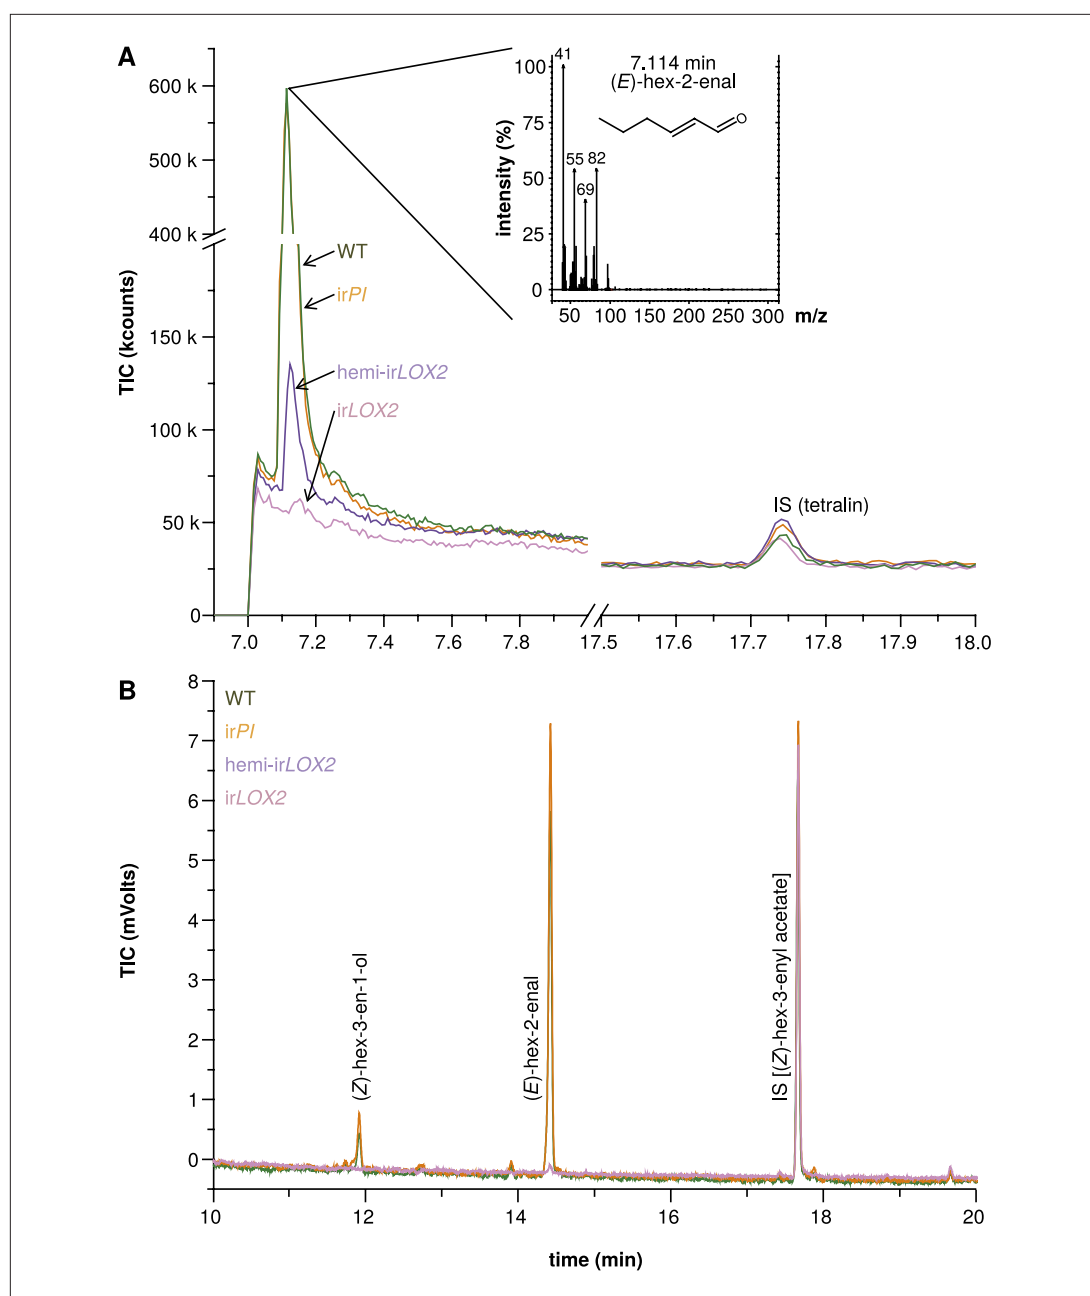 A
TIC (kcounts)
600 k
500 k
400 k
150 k
100 k
50 k
0
WT
irPI
hemi-irLOX2
irLOX2
intensity (%)
100
75
50
25
0
41
55
69
82
7.114 min
(E)-hex-2-enal
O
50 100 150 200 250 300 m/z
IS (tetralin)
7.0 7.2 7.4 7.6 7.8 17.5 17.6 17.7 17.8 17.9 18.0
B
TIC (mVolts)
8
7
6
5
4
3
2
1
0
WT
irPI
hemi-irLOX2
irLOX2
(Z)-hex-3-en-1-ol
(E)-hex-2-enal
IS [(Z)-hex-3-enyl acetate]
10 12 14 16 18 20
time (min)